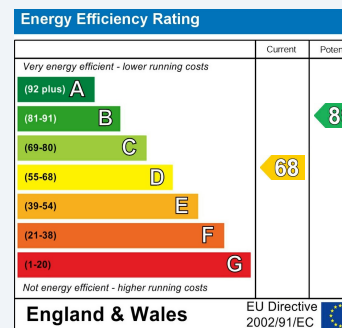 Energy Efficiency Rating
Current
Very energy efficient - lower running costs
(92 plus) A
(81-91) B
(69-80) C
(55-68) D
68
(39-54) E
(21-38) F
(1-20) G
Not energy efficient - higher running costs
England & Wales
EU Directive
2002/91/EC